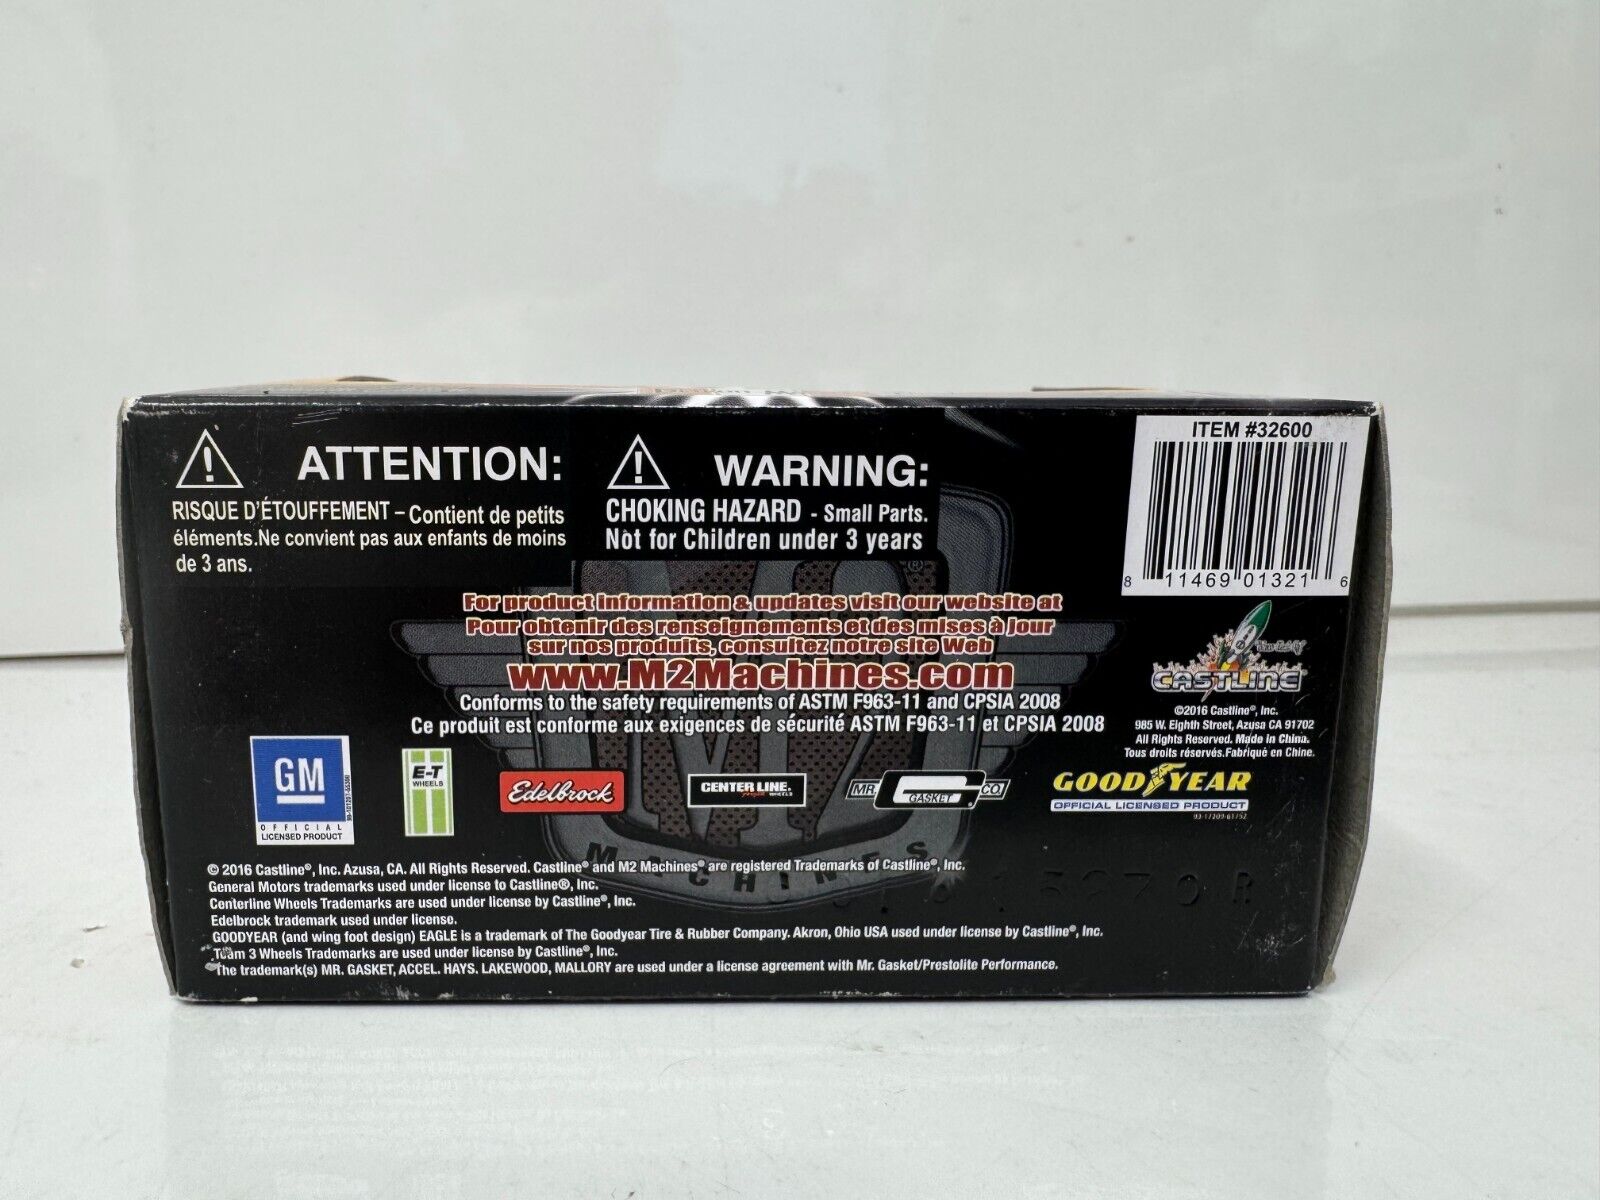 ATTENTION:
RISQUE D'ÉTOUFFEMENT – Contient de petits
éléments.Ne convient pas aux enfants de moins
de 3 ans.
WARNING:
CHOKING HAZARD - Small Parts.
Not for Children under 3 years
ITEM #32600
8 11469 01321 6
For product information & updates visit our website at
Pour obtenir des renseignements et des mises à jour
sur nos produits, consultez notre site Web
www.M2Machines.com
Conforms to the safety requirements of ASTM F963-11 and CPSIA 2008
Ce produit est conforme aux exigences de sécurité ASTM F963-11 et CPSIA 2008
CASTLINE®
©2016 Castline®, Inc.
985 W. Eighth Street, Azusa CA 91702
All Rights Reserved. Made in China.
Tous droits réservés.Fabriqué en Chine.
GM
OFFICIAL
LICENSED PRODUCT
E-T
WHEELS
Edelbrock
CENTER LINE®
WHEELS
MR. GASKET CO.
GOODYEAR
OFFICIAL LICENSED PRODUCT
M2
MACHINES
© 2016 Castline®, Inc. Azusa, CA. All Rights Reserved. Castline® and M2 Machines® are registered Trademarks of Castline®, Inc.
General Motors trademarks used under license to Castline®, Inc.
Centerline Wheels Trademarks are used under license by Castline®, Inc.
Edelbrock trademark used under license.
GOODYEAR (and wing foot design) EAGLE is a trademark of The Goodyear Tire & Rubber Company. Akron, Ohio USA used under license by Castline®, Inc.
Team 3 Wheels Trademarks are used under license by Castline®, Inc.
The trademark(s) MR. GASKET, ACCEL. HAYS. LAKEWOOD, MALLORY are used under a license agreement with Mr. Gasket/Prestolite Performance.